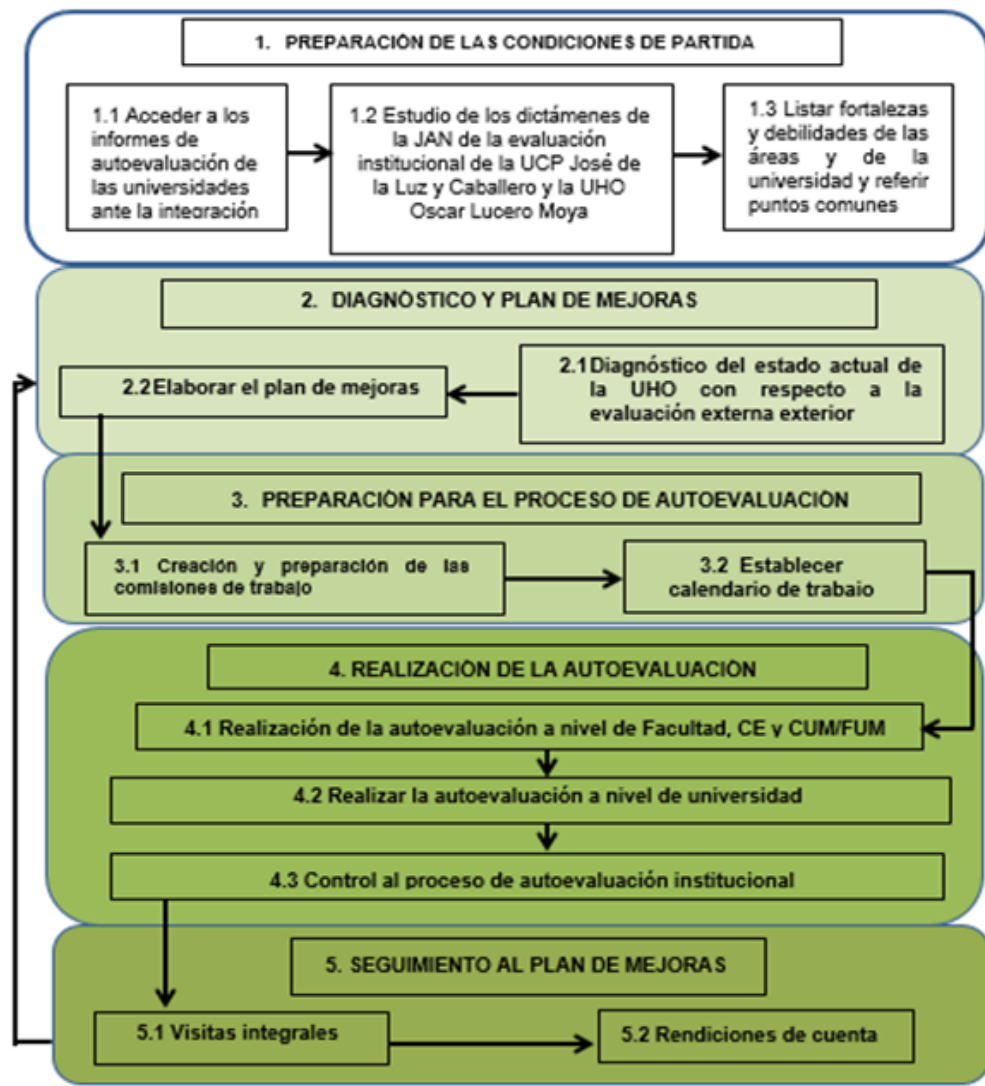 1. PREPARACIÓN DE LAS CONDICIONES DE PARTIDA
1.1 Acceder a los
informes de
autoevaluación de
las universidades
ante la integración
1.2 Estudio de los dictámenes de
la JAN de la evaluación
institucional de la UCP José de
la Luz y Caballero y la UHO
Oscar Lucero Moya
1.3 Listar fortalezas
y debilidades de las
áreas y de la
universidad y referir
puntos comunes
2. DIAGNÓSTICO Y PLAN DE MEJORAS
2.1 Diagnóstico del estado actual de
la UHO con respecto a la
evaluación externa exterior
2.2 Elaborar el plan de mejoras
3. PREPARACIÓN PARA EL PROCESO DE AUTOEVALUACIÓN
3.1 Creación y preparación de las
comisiones de trabajo
3.2 Establecer
calendario de trabajo
4. REALIZACIÓN DE LA AUTOEVALUACIÓN
4.1 Realización de la autoevaluación a nivel de Facultad, CE y CUM/FUM
4.2 Realizar la autoevaluación a nivel de universidad
4.3 Control al proceso de autoevaluación institucional
5. SEGUIMIENTO AL PLAN DE MEJORAS
5.1 Visitas integrales
5.2 Rendiciones de cuenta